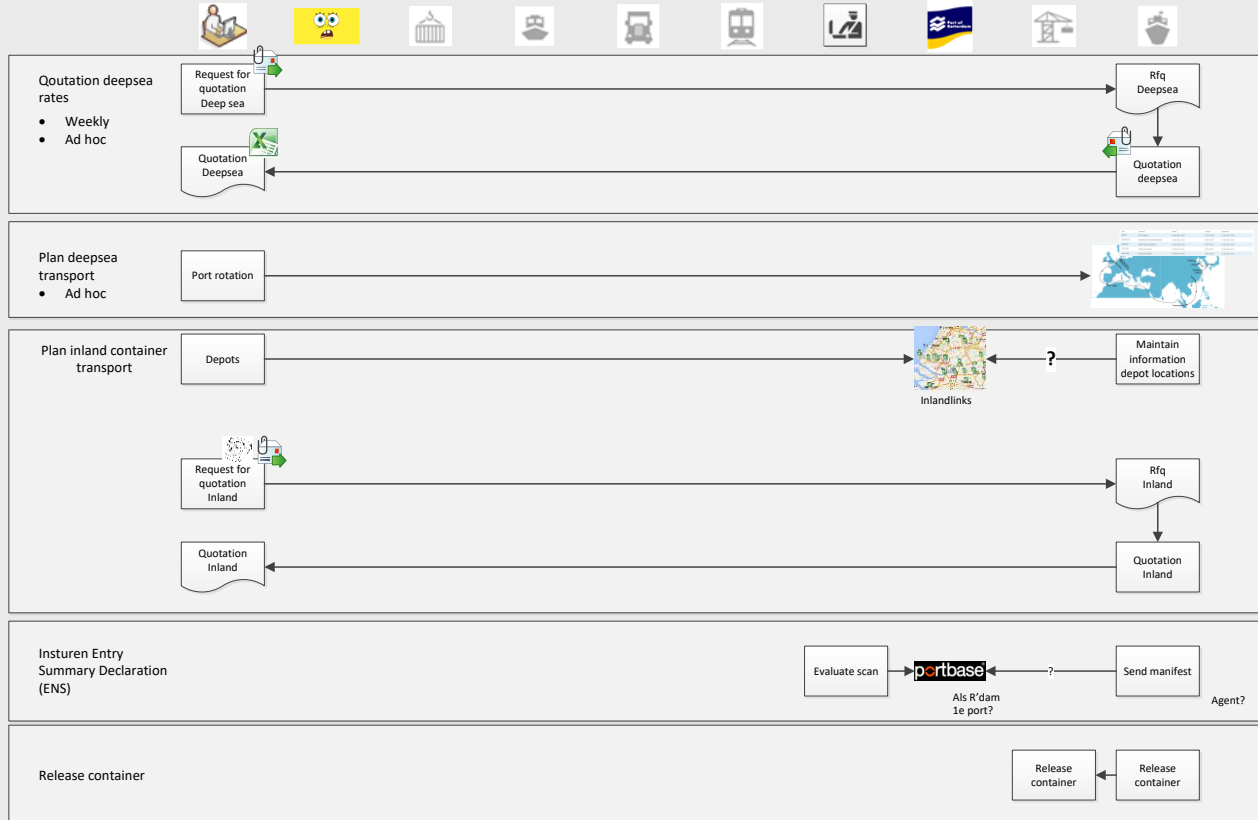 Port of
Rotterdam
Qoutation deepsea
rates
• Weekly
• Ad hoc
Request for
quotation
Deep sea
Rfq
Deepsea
Quotation
Deepsea
Quotation
deepsea
Plan deepsea
transport
• Ad hoc
Port rotation
Plan inland container
transport
Depots
Inlandlinks
?
Maintain
information
depot locations
Request for
quotation
Inland
Rfq
Inland
Quotation
Inland
Quotation
Inland
Insturen Entry
Summary Declaration
(ENS)
Evaluate scan
portbase
?
Send manifest
Als R'dam
1e port?
Agent?
Release container
Release
container
Release
container